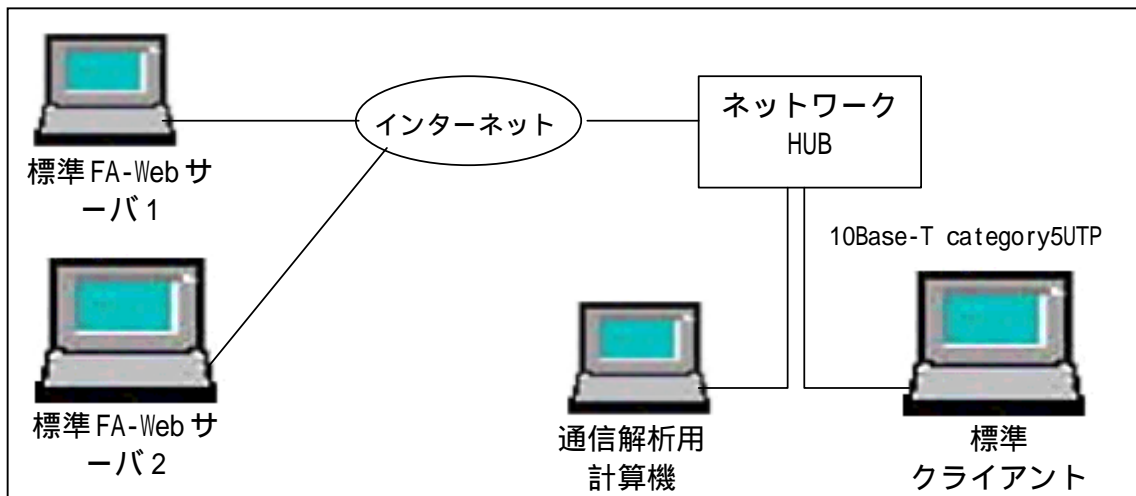 標準FA-Webサ
ーバ1
インターネット
ネットワーク
HUB
10Base-T category5UTP
標準FA-Webサ
ーバ2
通信解析用
計算機
標準
クライアント